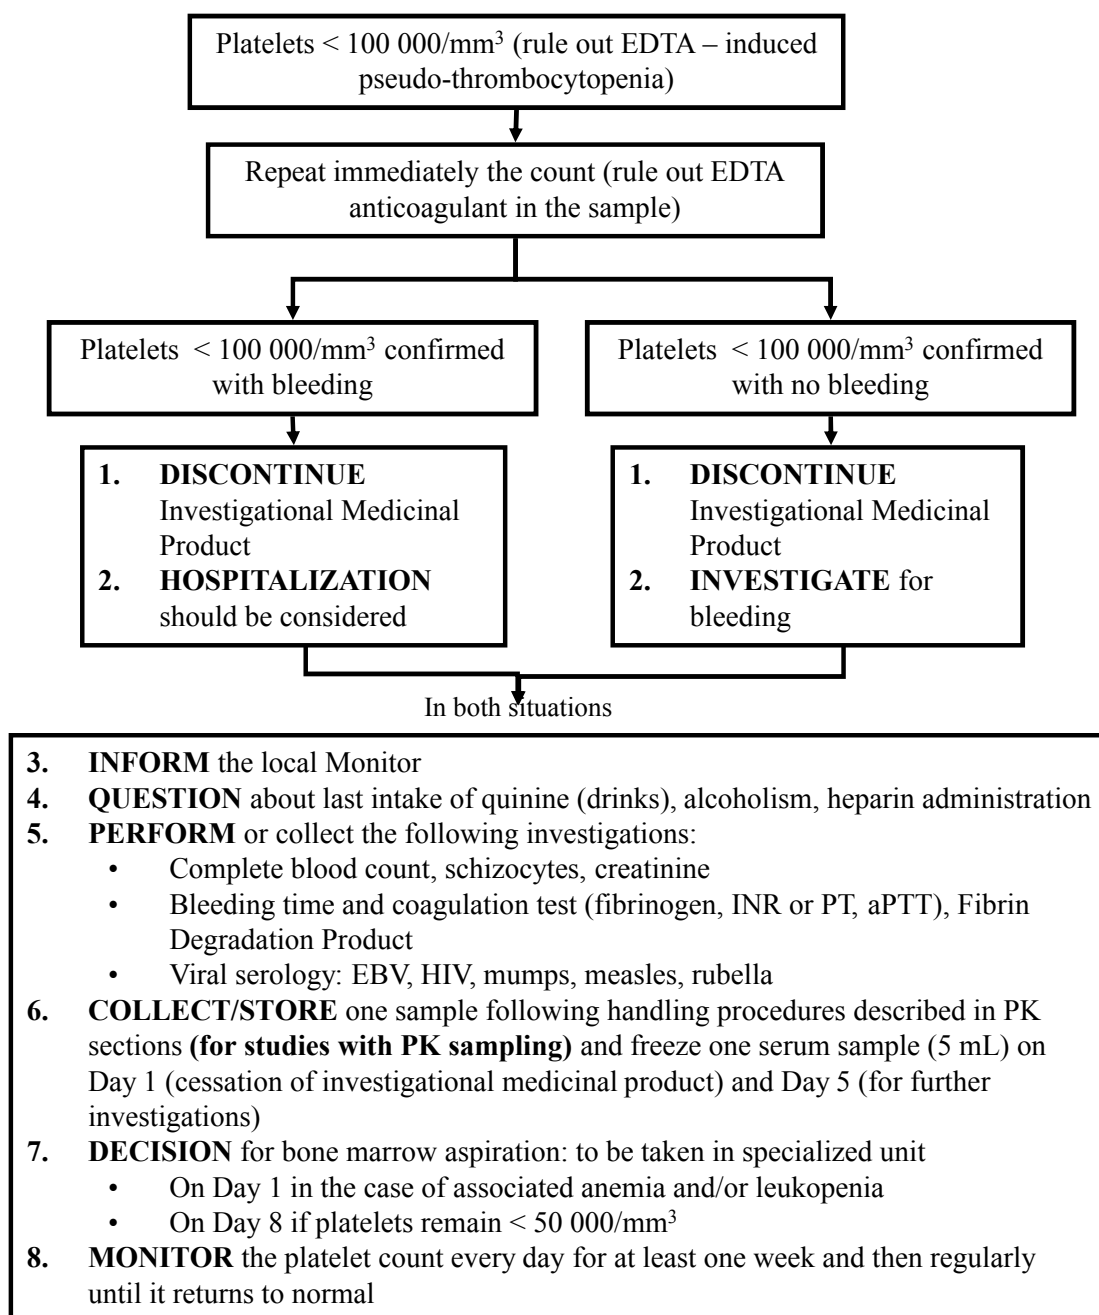 Platelets < 100 000/mm³ (rule out EDTA – induced
pseudo-thrombocytopenia)
Repeat immediately the count (rule out EDTA
anticoagulant in the sample)
Platelets < 100 000/mm³ confirmed
with bleeding
Platelets < 100 000/mm³ confirmed
with no bleeding
1. DISCONTINUE
Investigational Medicinal
Product
2. HOSPITALIZATION
should be considered
1. DISCONTINUE
Investigational Medicinal
Product
2. INVESTIGATE for
bleeding
In both situations
3. INFORM the local Monitor
4. QUESTION about last intake of quinine (drinks), alcoholism, heparin administration
5. PERFORM or collect the following investigations:
• Complete blood count, schizocytes, creatinine
• Bleeding time and coagulation test (fibrinogen, INR or PT, aPTT), Fibrin
Degradation Product
• Viral serology: EBV, HIV, mumps, measles, rubella
6. COLLECT/STORE one sample following handling procedures described in PK
sections (for studies with PK sampling) and freeze one serum sample (5 mL) on
Day 1 (cessation of investigational medicinal product) and Day 5 (for further
investigations)
7. DECISION for bone marrow aspiration: to be taken in specialized unit
• On Day 1 in the case of associated anemia and/or leukopenia
• On Day 8 if platelets remain < 50 000/mm³
8. MONITOR the platelet count every day for at least one week and then regularly
until it returns to normal